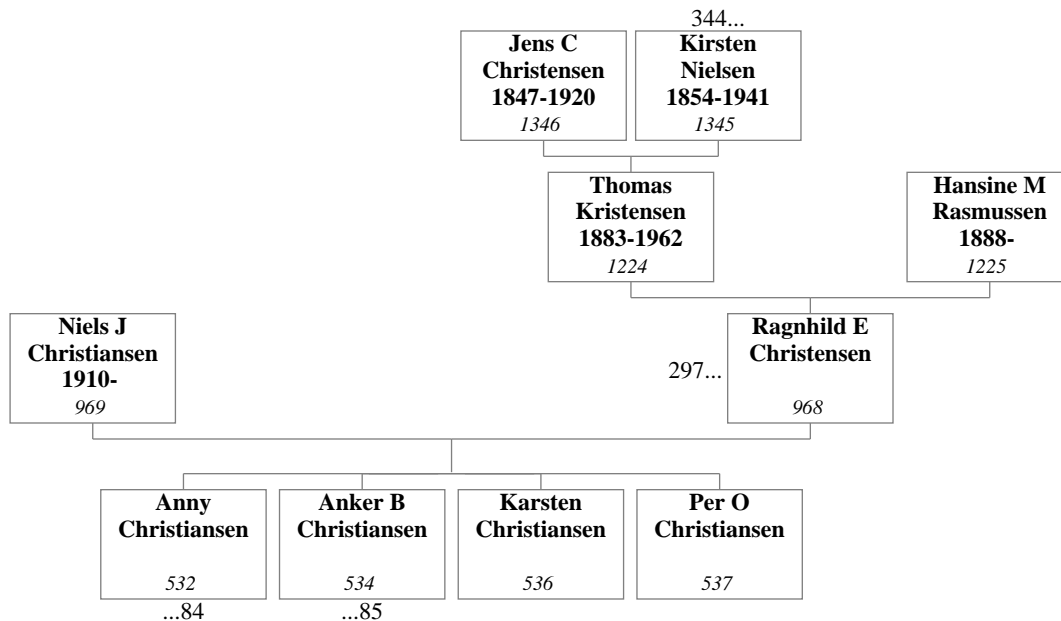 344...
Jens C
Christensen
1847-1920
1346
Kirsten
Nielsen
1854-1941
1345
Thomas
Kristensen
1883-1962
1224
Hansine M
Rasmussen
1888-
1225
Niels J
Christiansen
1910-
969
297...
Ragnhild E
Christensen
968
Anny
Christiansen
532
...84
Anker B
Christiansen
534
...85
Karsten
Christiansen
536
Per O
Christiansen
537